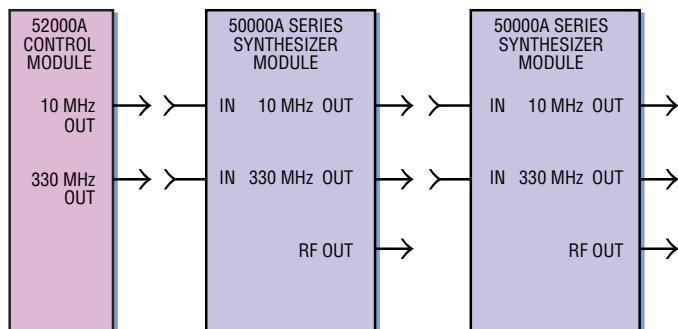 52000A
CONTROL
MODULE
10 MHz
OUT
330 MHz
OUT
50000A SERIES
SYNTHESIZER
MODULE
IN 10 MHz OUT
IN 330 MHz OUT
RF OUT
50000A SERIES
SYNTHESIZER
MODULE
IN 10 MHz OUT
IN 330 MHz OUT
RF OUT